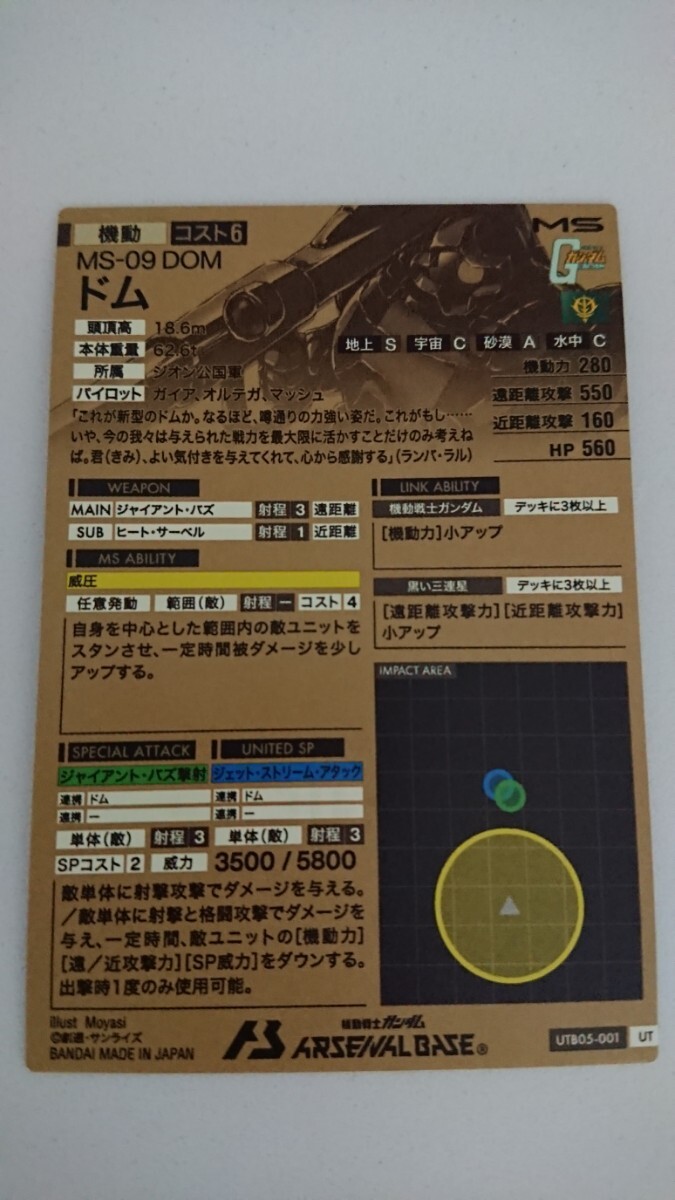 機動 コスト6
MS
MS-09 DOM
ドム
ガンダム
頭頂高 18.6m
本体重量 62.6t
所属 ジオン公国軍
パイロット ガイア、オルテガ、マッシュ
地上 S 宇宙 C 砂漠 A 水中 C
機動力 280
遠距離攻撃 550
近距離攻撃 160
HP 560
「これが新型のドムか。なるほど、噂通りの力強い姿だ。これがもし……
いや、今の我々は与えられた戦力を最大限に活かすことだけのみ考えね
ば。君(きみ)、よい気付きを与えてくれて、心から感謝する」(ランバ・ラル)
WEAPON
MAIN ジャイアント・バズ 射程 3 遠距離
SUB ヒート・サーベル 射程 1 近距離
MS ABILITY
威圧
任意発動 範囲(敵) 射程 ー コスト 4
自身を中心とした範囲内の敵ユニットを
スタンさせ、一定時間被ダメージを少し
アップする。
LINK ABILITY
機動戦士ガンダム デッキに3枚以上
[機動力]小アップ
黒い三連星 デッキに3枚以上
[遠距離攻撃力][近距離攻撃力]
小アップ
IMPACT AREA
SPECIAL ATTACK UNITED SP
ジャイアント・バズ撃射 ジェット・ストリーム・アタック
連携 ドム 連携 ドム
連携 ー 連携 ー
単体(敵) 射程 3 単体(敵) 射程 3
SPコスト 2 威力 3500 / 5800
敵単体に射撃攻撃でダメージを与える。
/敵単体に射撃と格闘攻撃でダメージを
与え、一定時間、敵ユニットの[機動力]
[遠/近攻撃力][SP威力]をダウンする。
出撃時1度のみ使用可能。
illust Moyasi
©創通・サンライズ
BANDAI MADE IN JAPAN
機動戦士ガンダム
AB ARSENAL BASE®
UTB05-001 UT